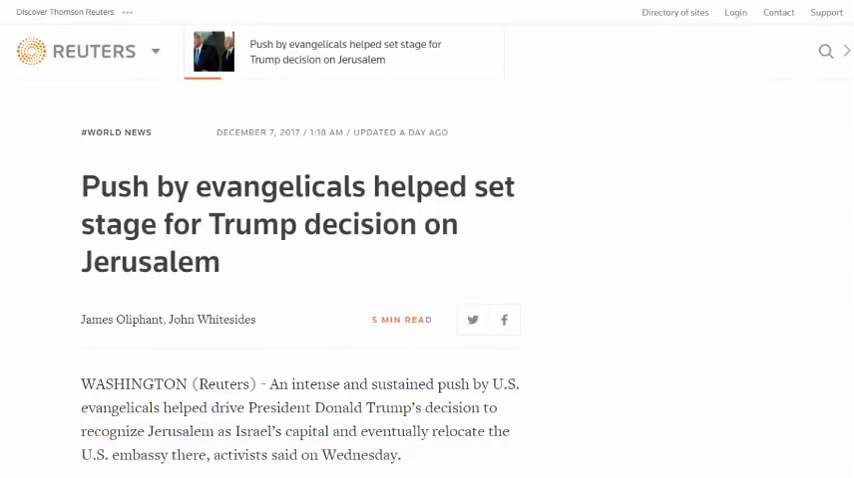 Discover Thomson Reuters •••
Directory of sites Login Contact Support
REUTERS
Push by evangelicals helped set stage for
Trump decision on Jerusalem
#WORLD NEWS
DECEMBER 7, 2017 / 1:18 AM / UPDATED A DAY AGO
Push by evangelicals helped set
stage for Trump decision on
Jerusalem
James Oliphant, John Whitesides
5 MIN READ
WASHINGTON (Reuters) - An intense and sustained push by U.S.
evangelicals helped drive President Donald Trump’s decision to
recognize Jerusalem as Israel’s capital and eventually relocate the
U.S. embassy there, activists said on Wednesday.